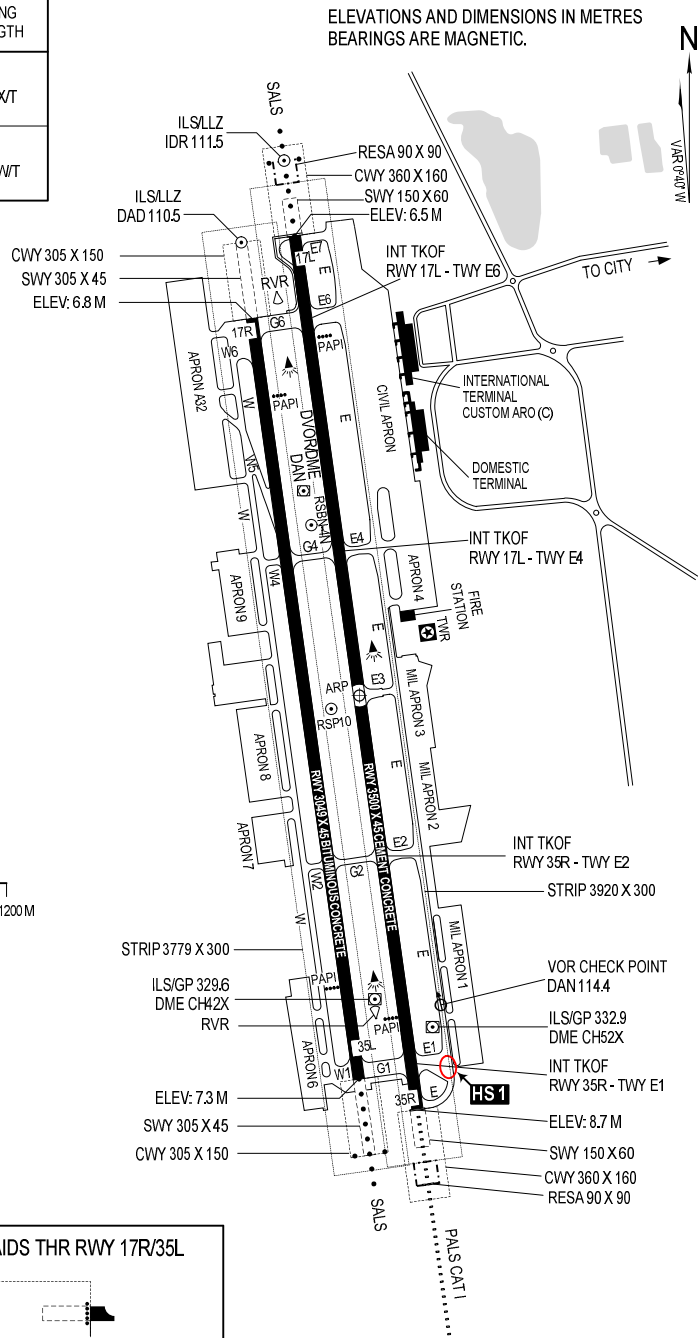 ELEVATIONS AND DIMENSIONS IN METRES
BEARINGS ARE MAGNETIC.
N
VAR 0°40' W
SALS
ILS/LLZ
IDR 111.5
RESA 90 X 90
CWY 360 X 160
SWY 150 X 60
ELEV: 6.5 M
ILS/LLZ
DAD 110.5
CWY 305 X 150
SWY 305 X 45
ELEV: 6.8 M
INT TKOF
RWY 17L - TWY E6
TO CITY
17L
E7
E
E6
RVR
G6
17R
W6
PAPI
PAPI
APRON A32
W
E
CIVIL APRON
INTERNATIONAL
TERMINAL
CUSTOM ARO (C)
DOMESTIC
TERMINAL
DVOR/DME
DAN
RSBN 4N
W5
W
G4
E4
INT TKOF
RWY 17L - TWY E4
W4
APRON 9
APRON 4
FIRE
STATION
TWR
E
E3
ARP
RSP10
MIL APRON 3
APRON 8
E
MIL APRON 2
RWY 3049 X 45 BITUMINOUS CONCRETE
RWY 3500 X 45 CEMENT CONCRETE
APRON 7
E2
G2
W2
INT TKOF
RWY 35R - TWY E2
STRIP 3920 X 300
1200 M
W
E
MIL APRON 1
STRIP 3779 X 300
VOR CHECK POINT
DAN 114.4
PAPI
ILS/GP 329.6
DME CH42X
RVR
PAPI
ILS/GP 332.9
DME CH52X
35L
E1
APRON 6
W1
G1
INT TKOF
RWY 35R - TWY E1
HS 1
E
35R
ELEV: 7.3 M
SWY 305 X 45
CWY 305 X 150
ELEV: 8.7 M
SWY 150 X 60
CWY 360 X 160
RESA 90 X 90
SALS
PALS CAT I
AIDS THR RWY 17R/35L